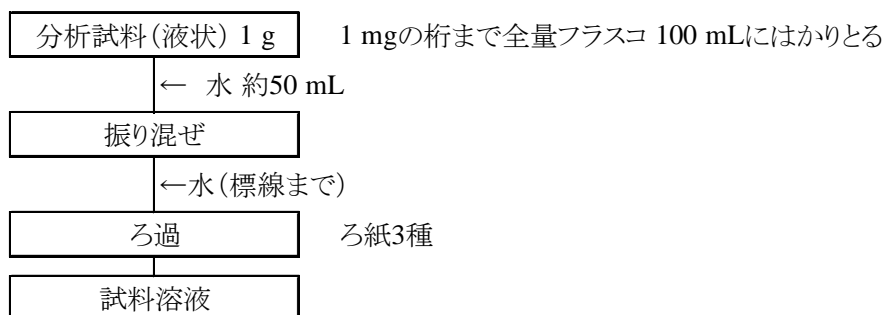 分析試料(液状) 1 g 1 mgの桁まで全量フラスコ 100 mLにはかりとる
← 水 約50 mL
振り混ぜ
←水(標線まで)
ろ過 ろ紙3種
試料溶液